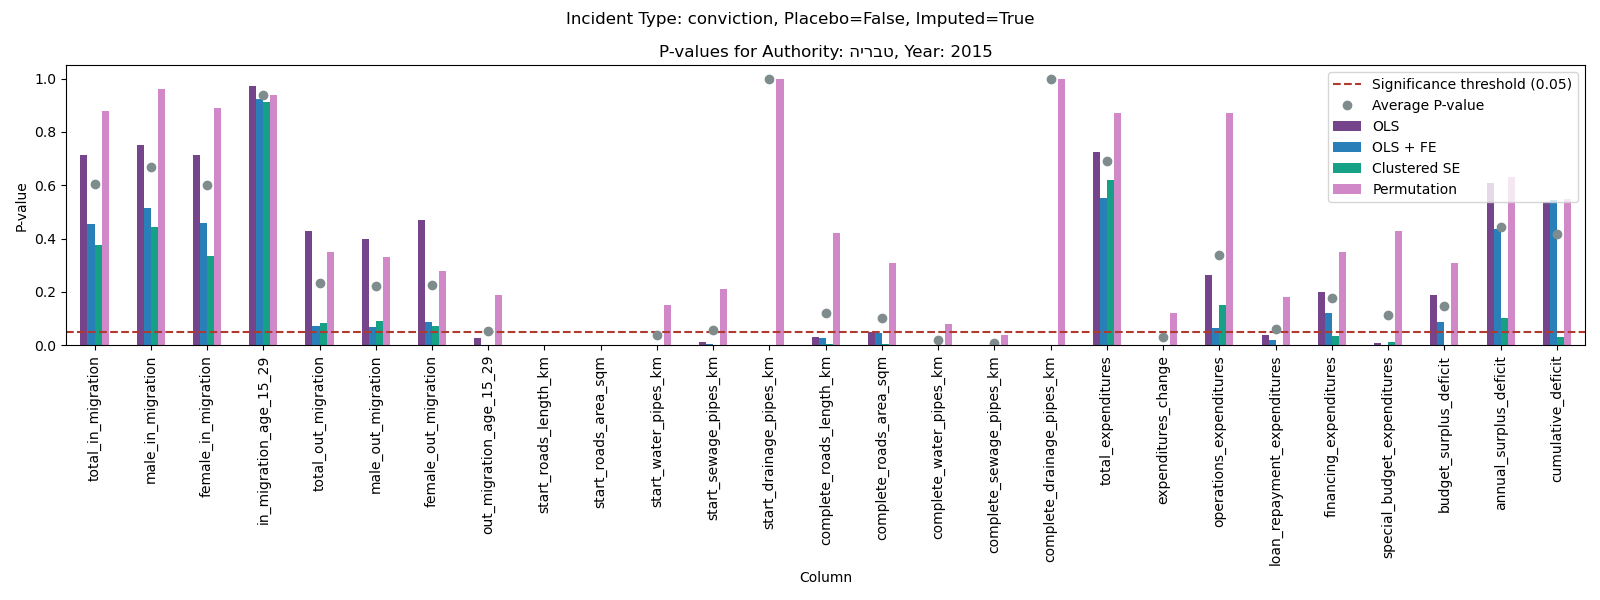 Incident Type: conviction, Placebo=False, Imputed=True
P-values for Authority: טבריה, Year: 2015
P-value
1.0
0.8
0.6
0.4
0.2
0.0
Significance threshold (0.05)
Average P-value
OLS
OLS + FE
Clustered SE
Permutation
total_in_migration
male_in_migration
female_in_migration
in_migration_age_15_29
total_out_migration
male_out_migration
female_out_migration
out_migration_age_15_29
start_roads_length_km
start_roads_area_sqm
start_water_pipes_km
start_sewage_pipes_km
start_drainage_pipes_km
complete_roads_length_km
complete_roads_area_sqm
complete_water_pipes_km
complete_sewage_pipes_km
complete_drainage_pipes_km
total_expenditures
expenditures_change
operations_expenditures
loan_repayment_expenditures
financing_expenditures
special_budget_expenditures
budget_surplus_deficit
annual_surplus_deficit
cumulative_deficit
Column